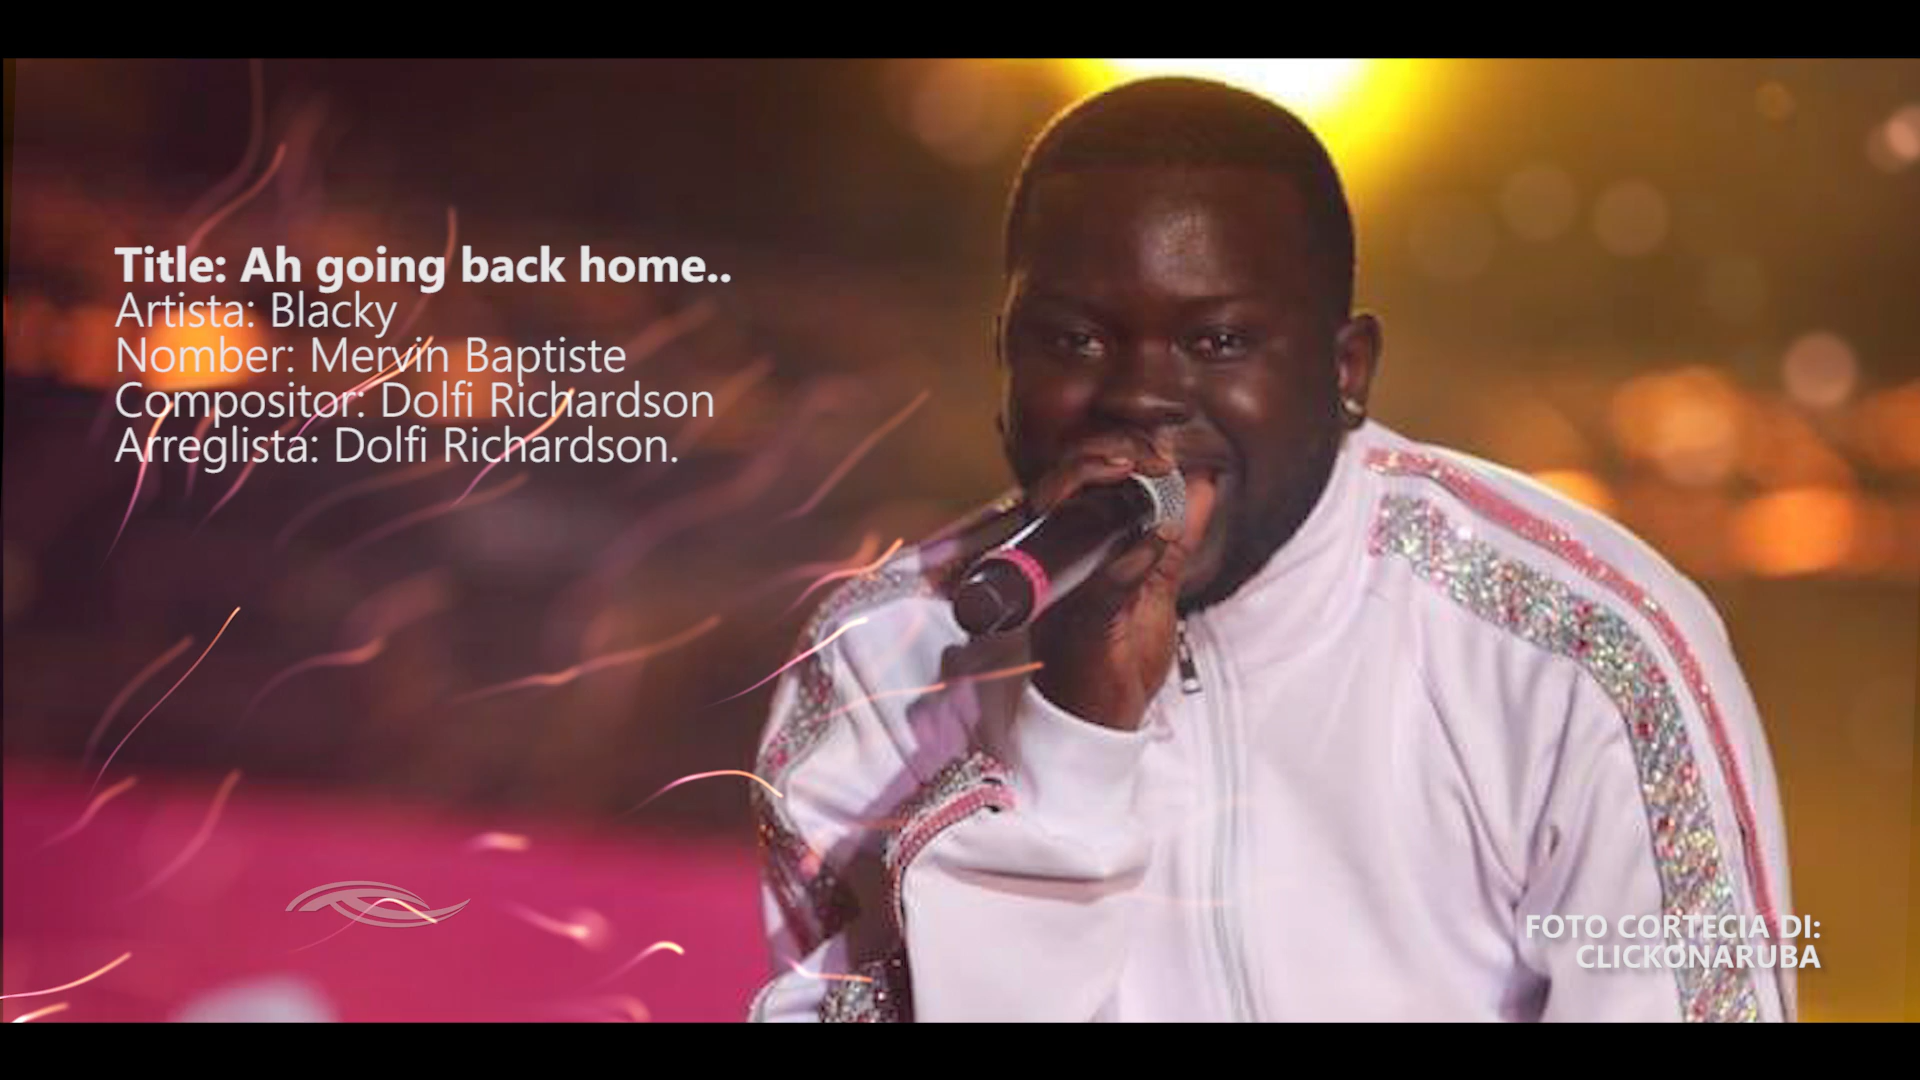 Title: Ah going back home..
Artista: Blacky
Nomber: Mervin Baptiste
Compositor: Dolfi Richardson
Arreglista: Dolfi Richardson.
FOTO CORTECIA DI:
CLICKONARUBA